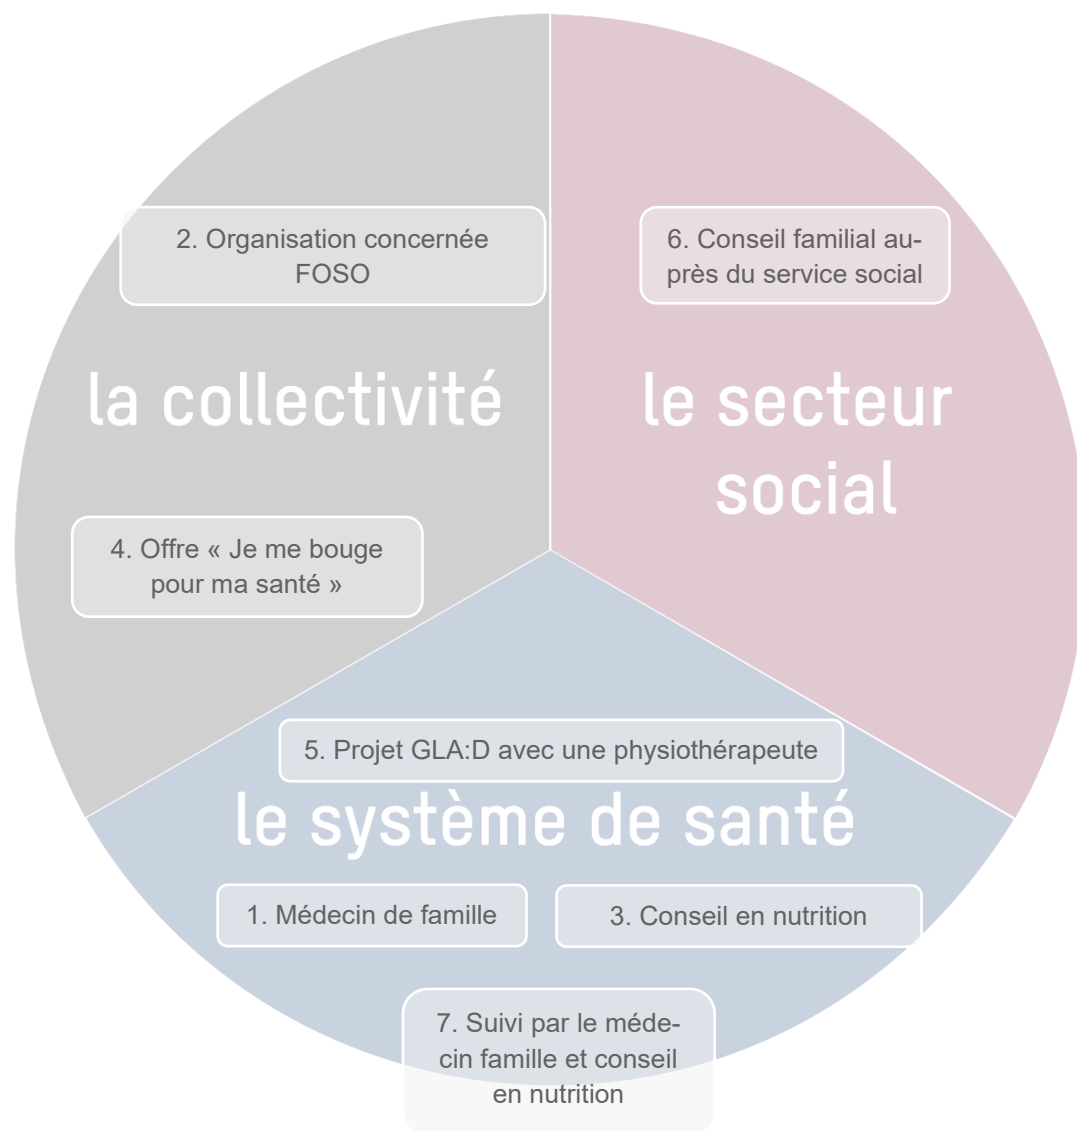 2. Organisation concernée
FOSO
6. Conseil familial au-
près du service social
la collectivité
le secteur
social
4. Offre « Je me bouge
pour ma santé »
5. Projet GLA:D avec une physiothérapeute
le système de santé
1. Médecin de famille
3. Conseil en nutrition
7. Suivi par le méde-
cin famille et conseil
en nutrition